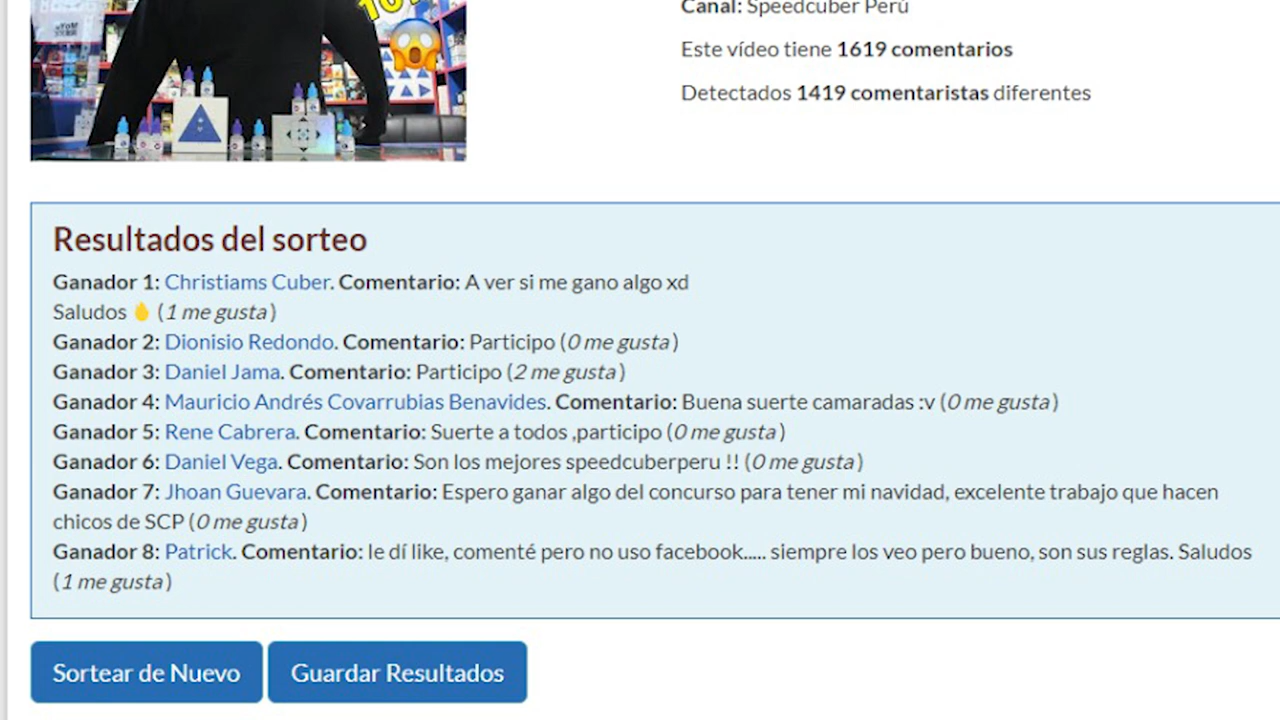 Canal: Speedcuber Perú
Este vídeo tiene 1619 comentarios
Detectados 1419 comentaristas diferentes
Resultados del sorteo
Ganador 1: Christiams Cuber. Comentario: A ver si me gano algo xd
Saludos 🖐 (1 me gusta)
Ganador 2: Dionisio Redondo. Comentario: Participo (0 me gusta)
Ganador 3: Daniel Jama. Comentario: Participo (2 me gusta)
Ganador 4: Mauricio Andrés Covarrubias Benavides. Comentario: Buena suerte camaradas :v (0 me gusta)
Ganador 5: Rene Cabrera. Comentario: Suerte a todos ,participo (0 me gusta)
Ganador 6: Daniel Vega. Comentario: Son los mejores speedcuberperu !! (0 me gusta)
Ganador 7: Jhoan Guevara. Comentario: Espero ganar algo del concurso para tener mi navidad, excelente trabajo que hacen
chicos de SCP (0 me gusta)
Ganador 8: Patrick. Comentario: le dí like, comenté pero no uso facebook..... siempre los veo pero bueno, son sus reglas. Saludos
(1 me gusta)
Sortear de Nuevo
Guardar Resultados